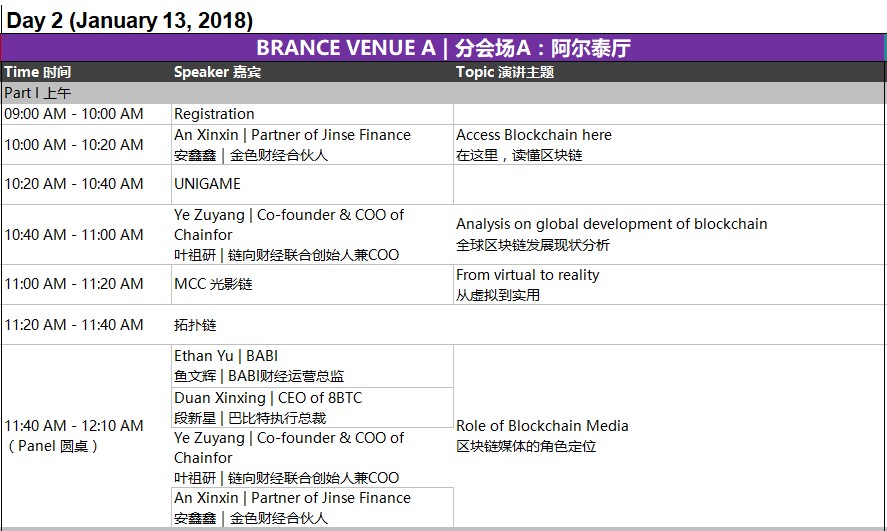 Day 2 (January 13, 2018)
BRANCE VENUE A | 分会场A：阿尔泰厅
Time 时间 Speaker 嘉宾 Topic 演讲主题
Part I 上午
09:00 AM - 10:00 AM Registration
10:00 AM - 10:20 AM An Xinxin | Partner of Jinse Finance
安鑫鑫 | 金色财经合伙人
Access Blockchain here
在这里，读懂区块链
10:20 AM - 10:40 AM UNIGAME
10:40 AM - 11:00 AM Ye Zuyang | Co-founder & COO of
Chainfor
叶祖研 | 链向财经联合创始人兼COO
Analysis on global development of blockchain
全球区块链发展现状分析
11:00 AM - 11:20 AM MCC 光影链
From virtual to reality
从虚拟到实用
11:20 AM - 11:40 AM 拓扑链
11:40 AM - 12:10 AM
（Panel 圆桌）
Ethan Yu | BABI
鱼文辉 | BABI财经运营总监
Duan Xinxing | CEO of 8BTC
段新星 | 巴比特执行总裁
Ye Zuyang | Co-founder & COO of
Chainfor
叶祖研 | 链向财经联合创始人兼COO
An Xinxin | Partner of Jinse Finance
安鑫鑫 | 金色财经合伙人
Role of Blockchain Media
区块链媒体的角色定位